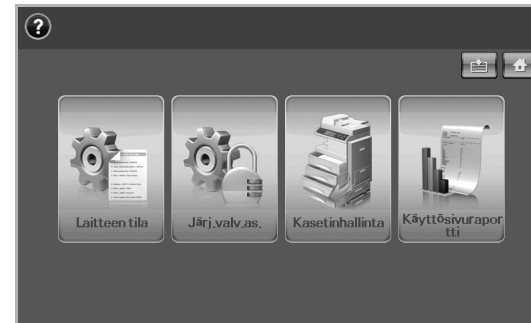 ?
Laitteen tila
Järj.valv.as.
Kasetinhallinta
Käyttösivurapor
tti